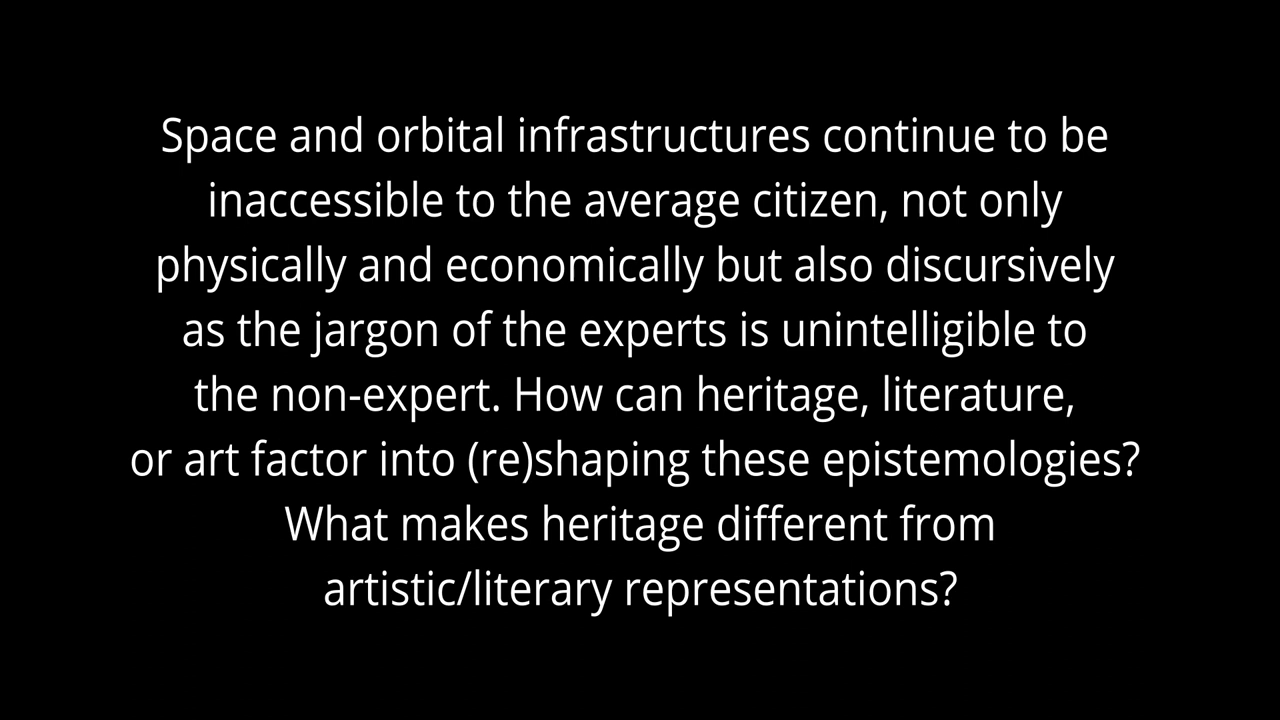 Space and orbital infrastructures continue to be
inaccessible to the average citizen, not only
physically and economically but also discursively
as the jargon of the experts is unintelligible to
the non-expert. How can heritage, literature,
or art factor into (re)shaping these epistemologies?
What makes heritage different from
artistic/literary representations?